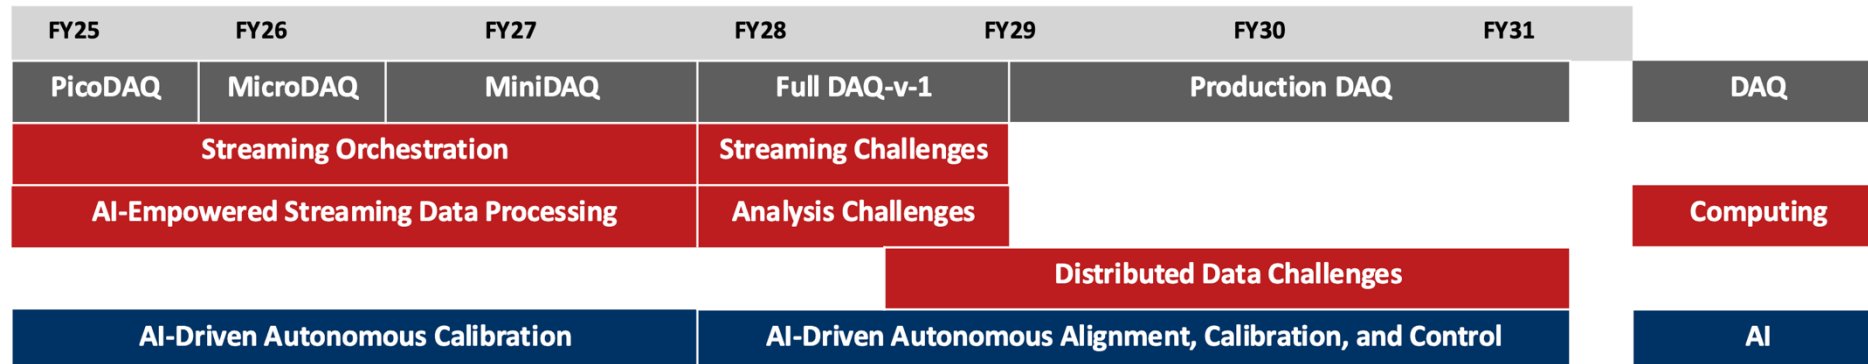 FY25 FY26 FY27 FY28 FY29 FY30 FY31
PicoDAQ MicroDAQ MiniDAQ Full DAQ-v-1 Production DAQ DAQ
Streaming Orchestration Streaming Challenges
AI-Empowered Streaming Data Processing Analysis Challenges Computing
Distributed Data Challenges
AI-Driven Autonomous Calibration AI-Driven Autonomous Alignment, Calibration, and Control AI